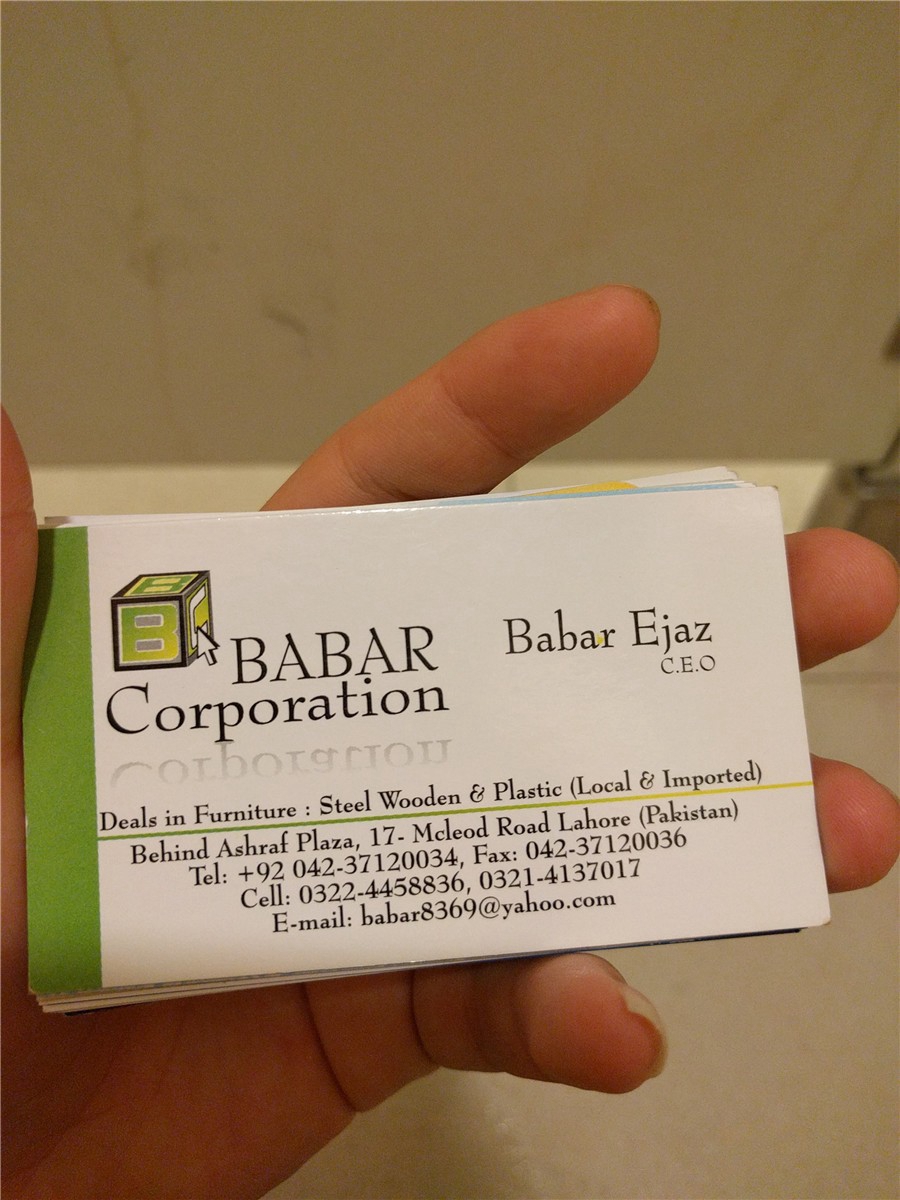 B
BABAR
Corporation
Babar Ejaz
C.E.O
Deals in Furniture : Steel Wooden & Plastic (Local & Imported)
Behind Ashraf Plaza, 17- Mcleod Road Lahore (Pakistan)
Tel: +92 042-37120034, Fax: 042-37120036
Cell: 0322-4458836, 0321-4137017
E-mail: babar8369@yahoo.com